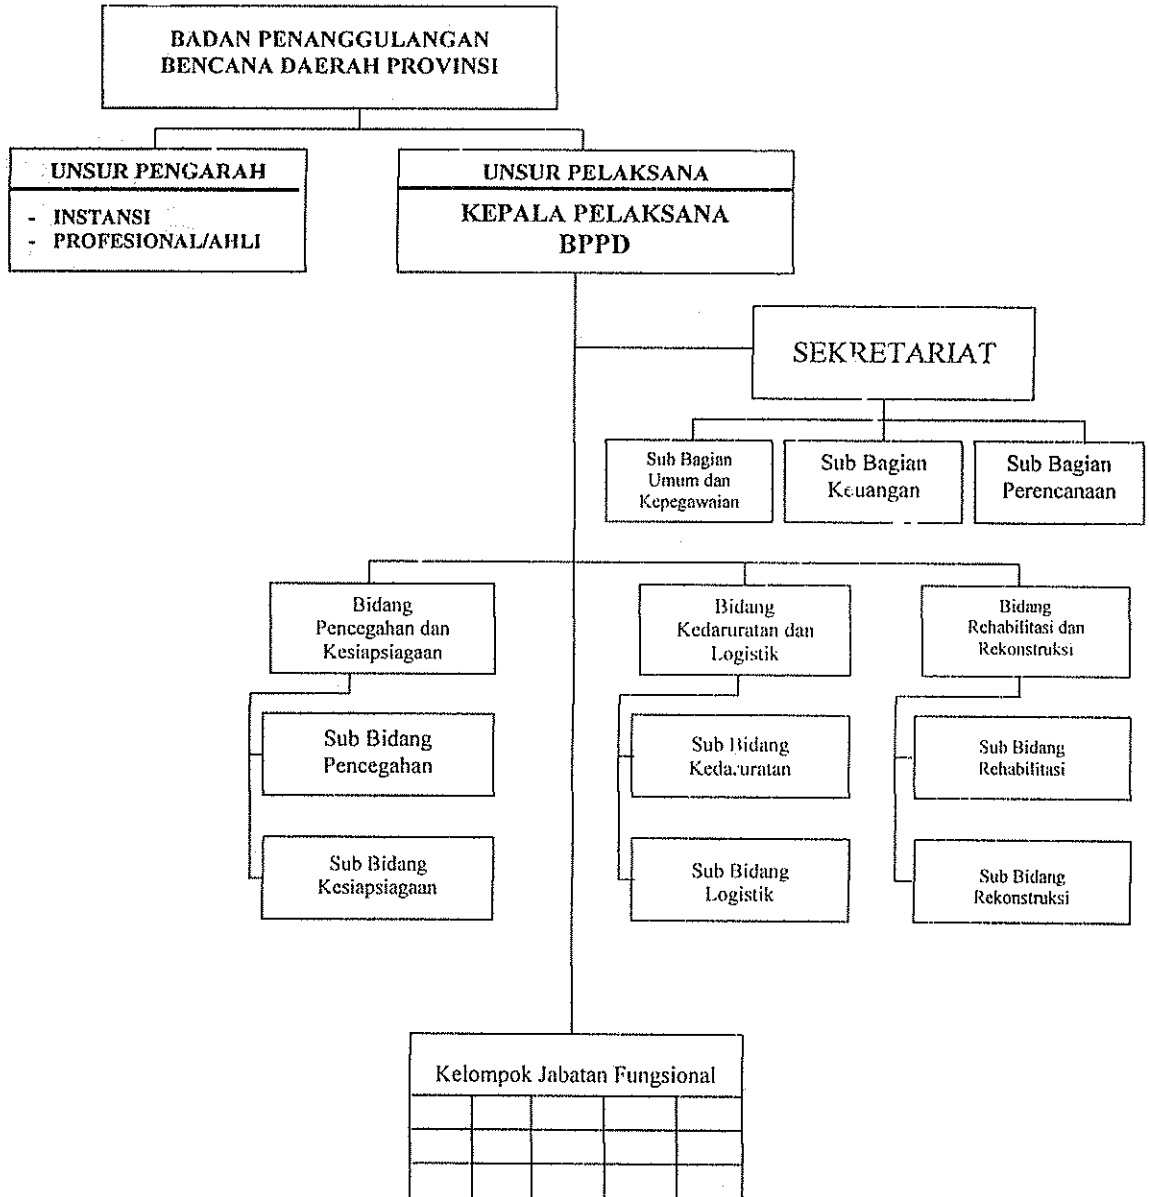 BADAN PENANGGULANGAN
BENCANA DAERAH PROVINSI
UNSUR PENGARAH
- INSTANSI
- PROFESIONAL/AHLI
UNSUR PELAKSANA
KEPALA PELAKSANA
BPPD
SEKRETARIAT
Sub Bagian
Umum dan
Kepegawaian
Sub Bagian
Keuangan
Sub Bagian
Perencanaan
Bidang
Pencegahan dan
Kesiapsiagaan
Bidang
Kedaruratan dan
Logistik
Bidang
Rehabilitasi dan
Rekonstruksi
Sub Bidang
Pencegahan
Sub Bidang
Kedaruratan
Sub Bidang
Rehabilitasi
Sub Bidang
Kesiapsiagaan
Sub Bidang
Logistik
Sub Bidang
Rekonstruksi
Kelompok Jabatan Fungsional